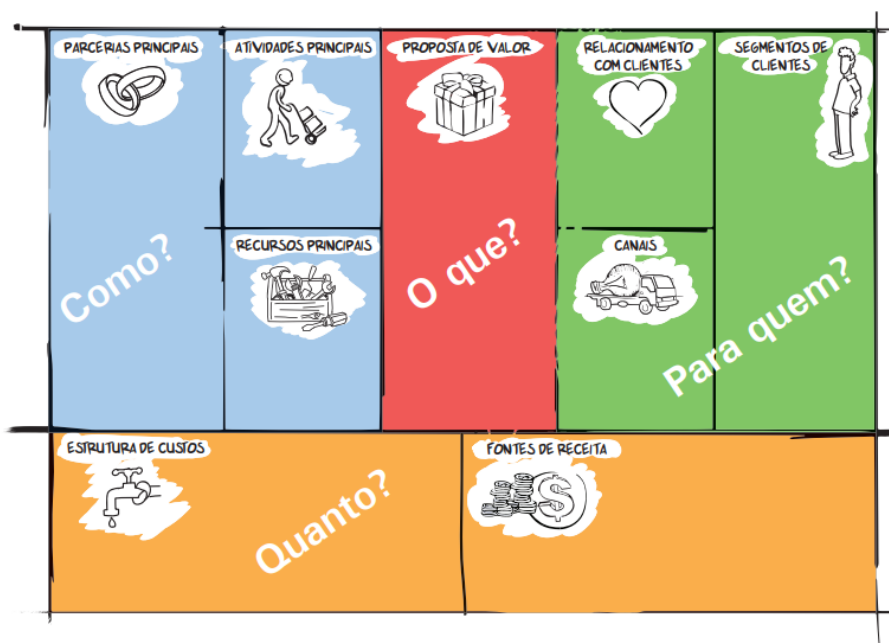 PARCERIAS PRINCIPAIS
ATIVIDADES PRINCIPAIS
PROPOSTA DE VALOR
RELACIONAMENTO
COM CLIENTES
SEGMENTOS DE
CLIENTES
Como?
RECURSOS PRINCIPAIS
O que?
CANAIS
Para quem?
ESTRUTURA DE CUSTOS
Quanto?
FONTES DE RECEITA
$